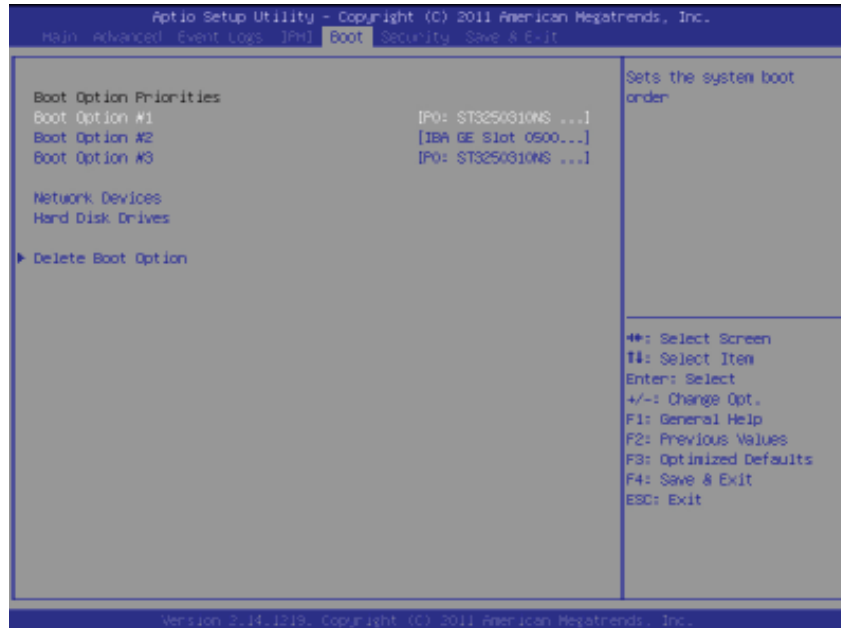 Aptio Setup Utility - Copyright (C) 2011 American Megatrends, Inc.
Main Advanced Event Logs IPMI Boot Security Save & Exit
Boot Option Priorities
Boot Option #1 [P0: ST3250310NS ...]
Boot Option #2 [IBA GE Slot 0500...]
Boot Option #3 [P0: ST3250310NS ...]
Network Devices
Hard Disk Drives
Delete Boot Option
Sets the system boot
order
: Select Screen
↑↓: Select Item
Enter: Select
+/-: Change Opt.
F1: General Help
F2: Previous Values
F3: Optimized Defaults
F4: Save & Exit
ESC: Exit
Version 2.14.1219. Copyright (C) 2011 American Megatrends, Inc.